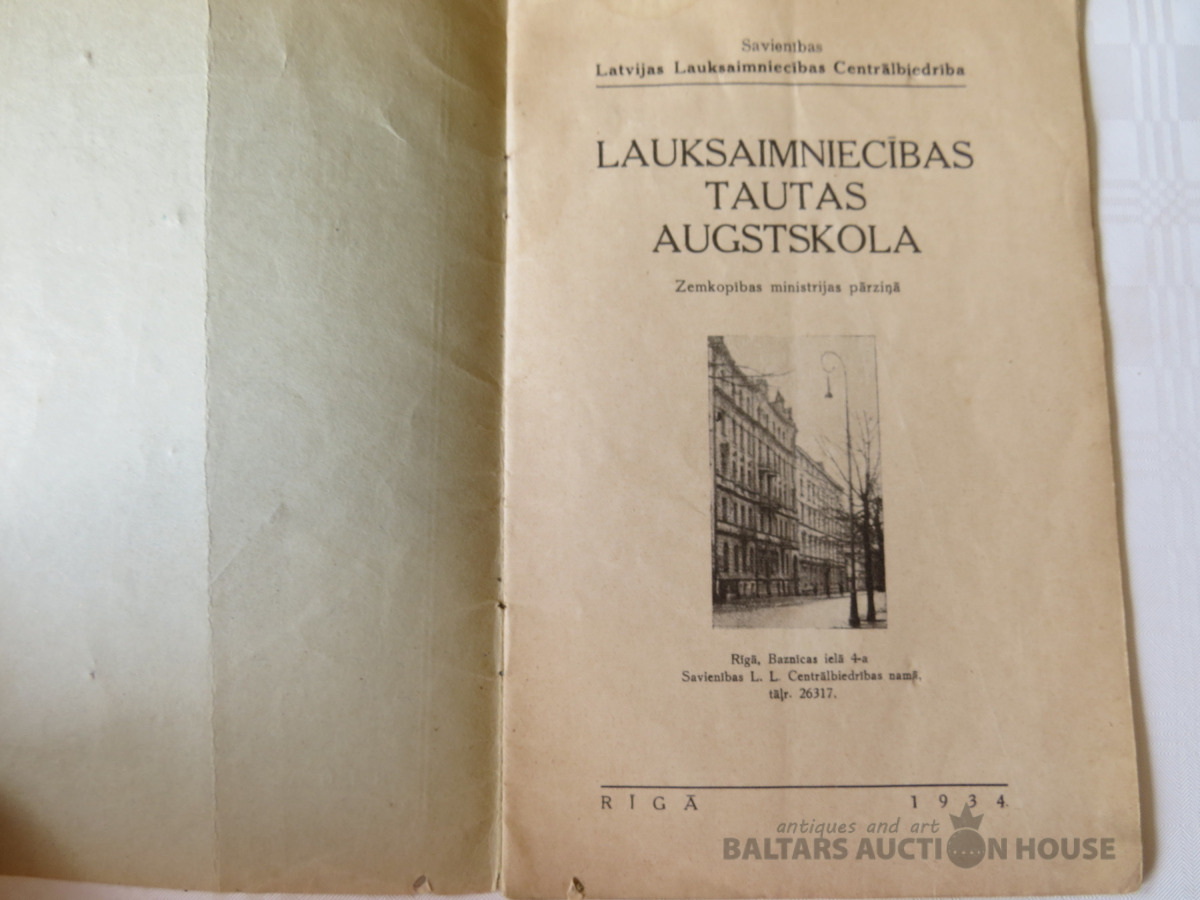 Savienības
Latvijas Lauksaimniecības Centrālbiedrība
LAUKSAIMNIECĪBAS
TAUTAS
AUGSTSKOLA
Zemkopības ministrijas pārziņā
Rīgā, Baznīcas ielā 4-a
Savienības L. L. Centrālbiedrības namā,
tāļr. 26317.
RĪGĀ 1934.
antiques and art
BALTARS AUCTION HOUSE